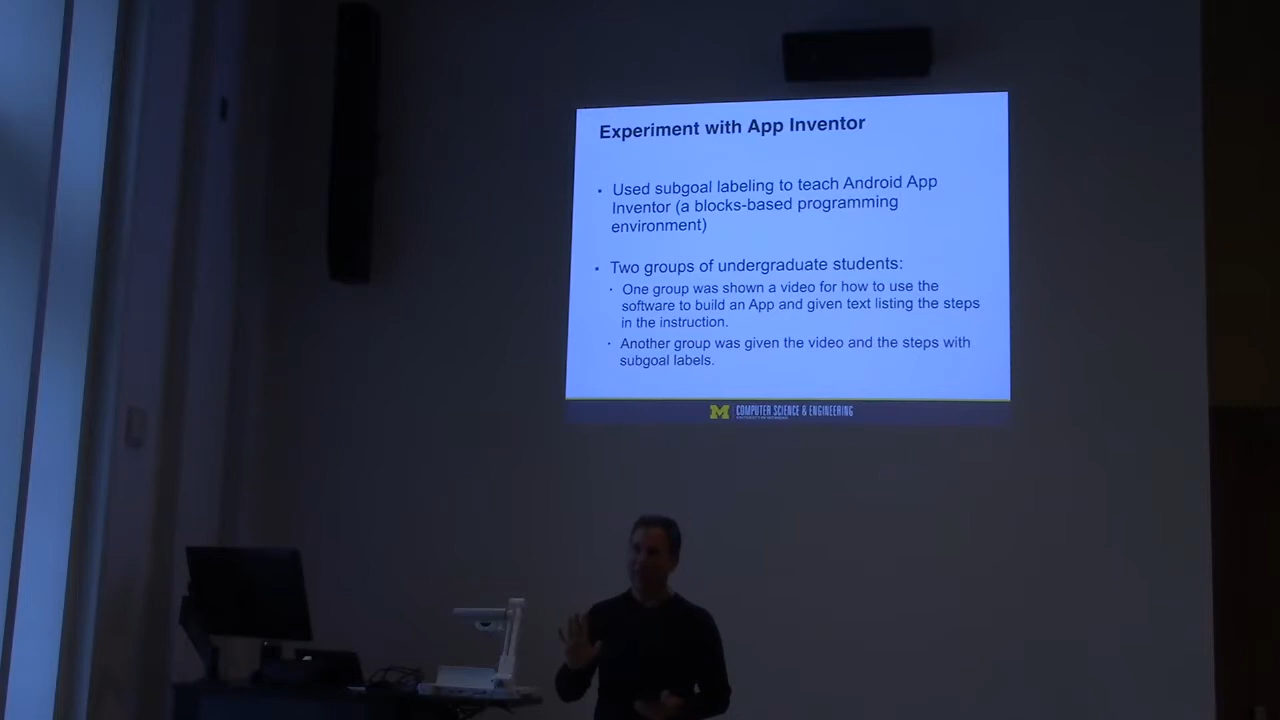 Experiment with App Inventor
• Used subgoal labeling to teach Android App
Inventor (a blocks-based programming
environment)
• Two groups of undergraduate students:
• One group was shown a video for how to use the
software to build an App and given text listing the steps
in the instruction.
• Another group was given the video and the steps with
subgoal labels.
M COMPUTER SCIENCE & ENGINEERING